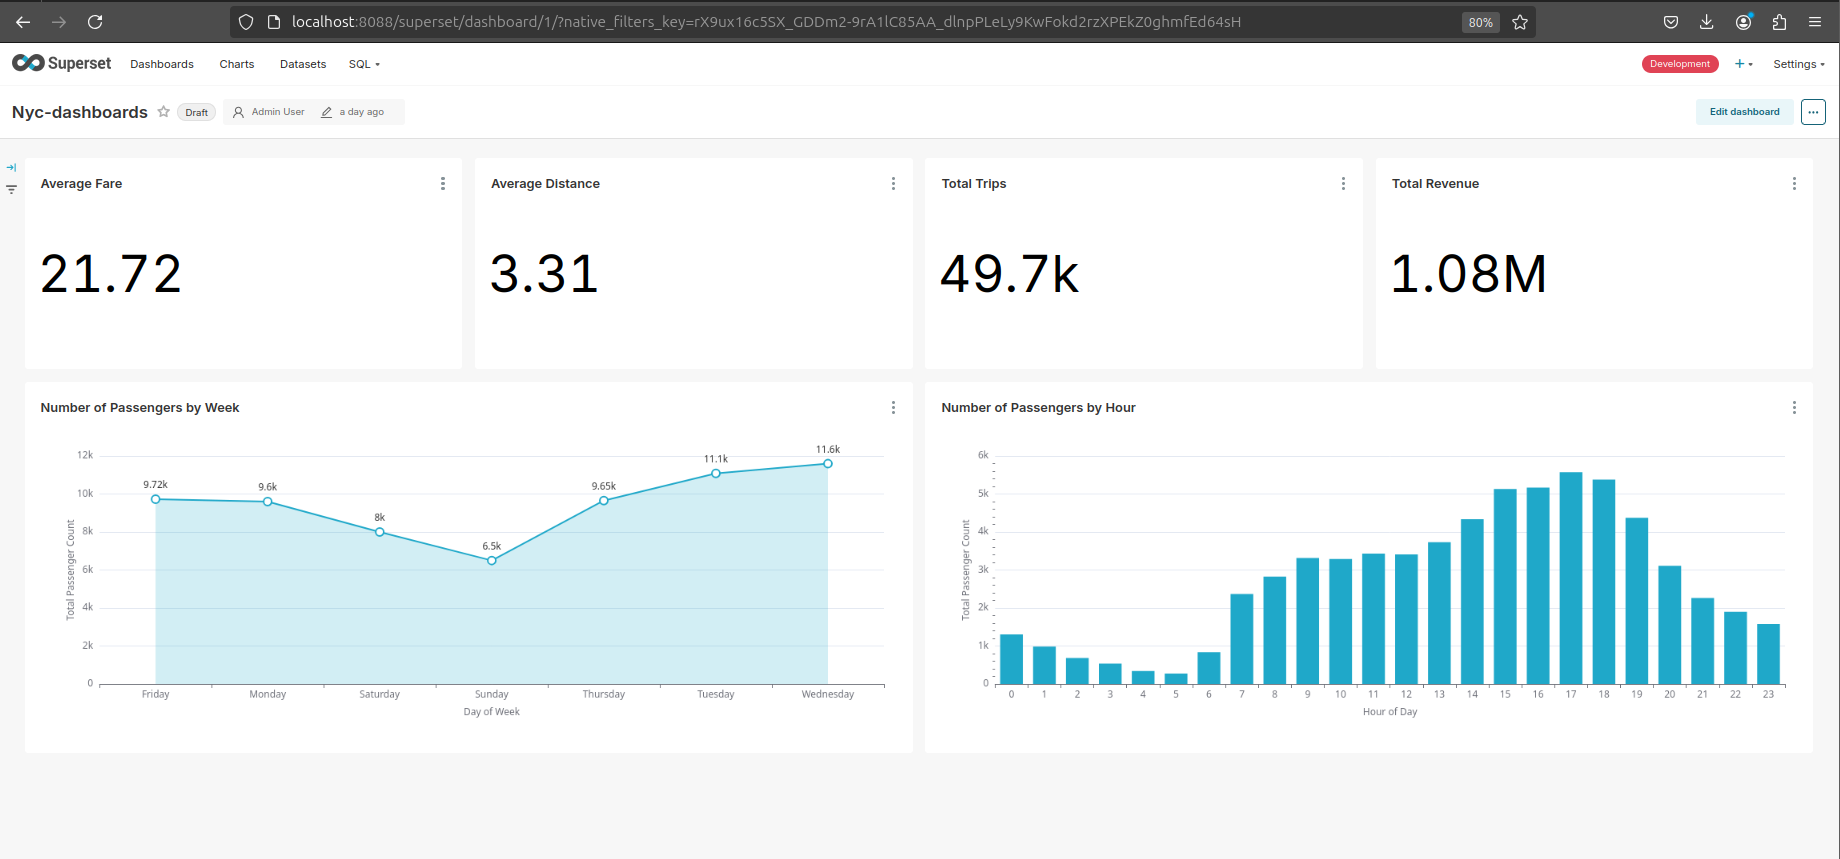 localhost:8088/superset/dashboard/1/?native_filters_key=rX9ux16c5SX_GDDm2-9rA1lC85AA_dlnpPLeLy9KwFokd2rzXPEkZ0ghmfEd64sH 80%
Superset Dashboards Charts Datasets SQL Development + Settings
Nyc-dashboards Draft Admin User a day ago Edit dashboard ...
Average Fare
21.72
Average Distance
3.31
Total Trips
49.7k
Total Revenue
1.08M
Number of Passengers by Week
Total Passenger Count
12k
10k
8k
6k
4k
2k
0
9.72k 9.6k 8k 6.5k 9.65k 11.1k 11.6k
Friday Monday Saturday Sunday Thursday Tuesday Wednesday
Day of Week
Number of Passengers by Hour
Total Passenger Count
6k
5k
4k
3k
2k
1k
0
0 1 2 3 4 5 6 7 8 9 10 11 12 13 14 15 16 17 18 19 20 21 22 23
Hour of Day